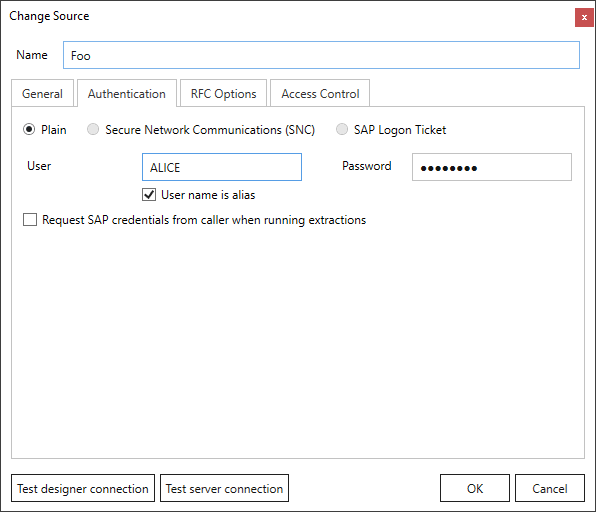 Change Source
x
Name Foo
General Authentication RFC Options Access Control
Plain Secure Network Communications (SNC) SAP Logon Ticket
User ALICE Password ●●●●●●●●
User name is alias
Request SAP credentials from caller when running extractions
Test designer connection Test server connection OK Cancel